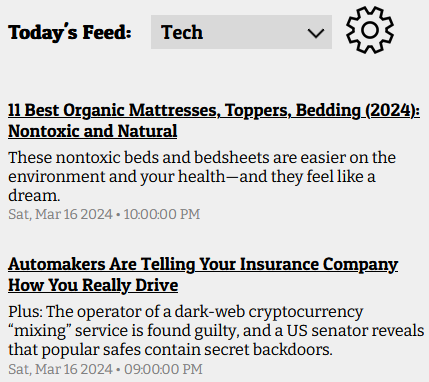 Today's Feed:
Tech
11 Best Organic Mattresses, Toppers, Bedding (2024):
Nontoxic and Natural
These nontoxic beds and bedsheets are easier on the
environment and your health—and they feel like a
dream.
Sat, Mar 16 2024 • 10:00:00 PM
Automakers Are Telling Your Insurance Company
How You Really Drive
Plus: The operator of a dark-web cryptocurrency
“mixing” service is found guilty, and a US senator reveals
that popular safes contain secret backdoors.
Sat, Mar 16 2024 • 09:00:00 PM